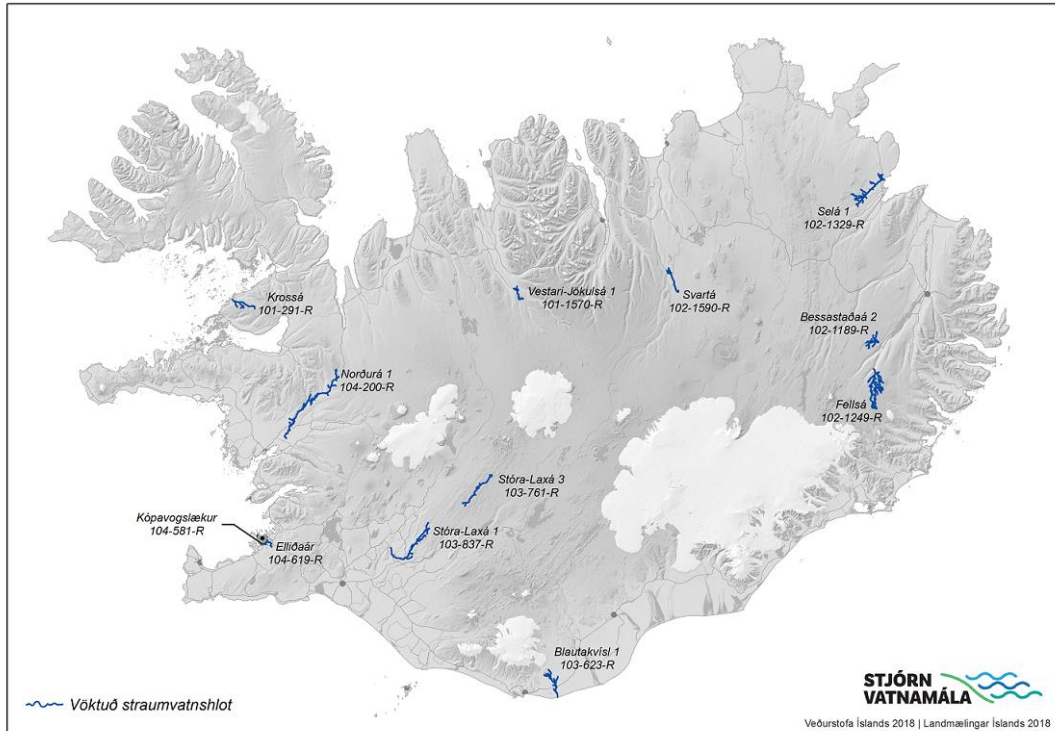 Selá 1
102-1329-R
Vestari-Jökulsá 1
101-1570-R
Svartá
102-1590-R
Krossá
101-291-R
Bessastaðaá 2
102-1189-R
Norðurá 1
104-200-R
Fellsá
102-1249-R
Stóra-Laxá 3
103-761-R
Kópavogslækur
104-581-R
Elliðaár
104-619-R
Stóra-Laxá 1
103-837-R
Blautakvísl 1
103-623-R
Vöktuð straumvatnshlot
STJÓRN
VATNAMÁLA
Veðurstofa Íslands 2018 | Landmælingar Íslands 2018